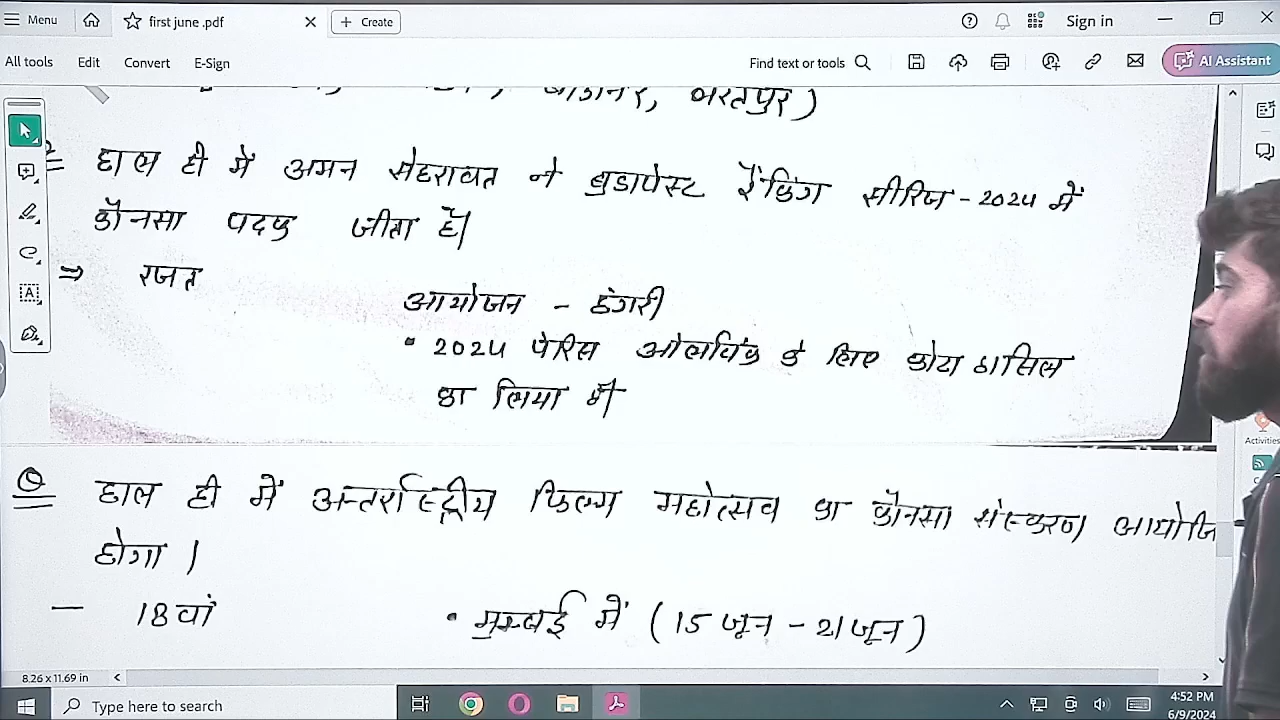 Menu
first june .pdf
+ Create
Sign in
All tools Edit Convert E-Sign
Find text or tools
AI Assistant
भरतपुर)
हाल ही में अमन सेहरावत ने बुडापेस्ट रैंकिंग सीरिज - 2024 में
कौनसा पदक जीता है।
⇒ रजत
आयोजन - हंगरी
• 2024 पेरिस ओलंपिक के लिए कोटा हासिल
का लिया है।
Q हाल ही में अन्तर्राष्ट्रीय फिल्म महोत्सव का कौनसा संस्करण आयोजि
होगा।
- 18वां
• मुम्बई में (15 जून - 21 जून)
Activities
8.26 x 11.69 in
Type here to search
4:52 PM
6/9/2024